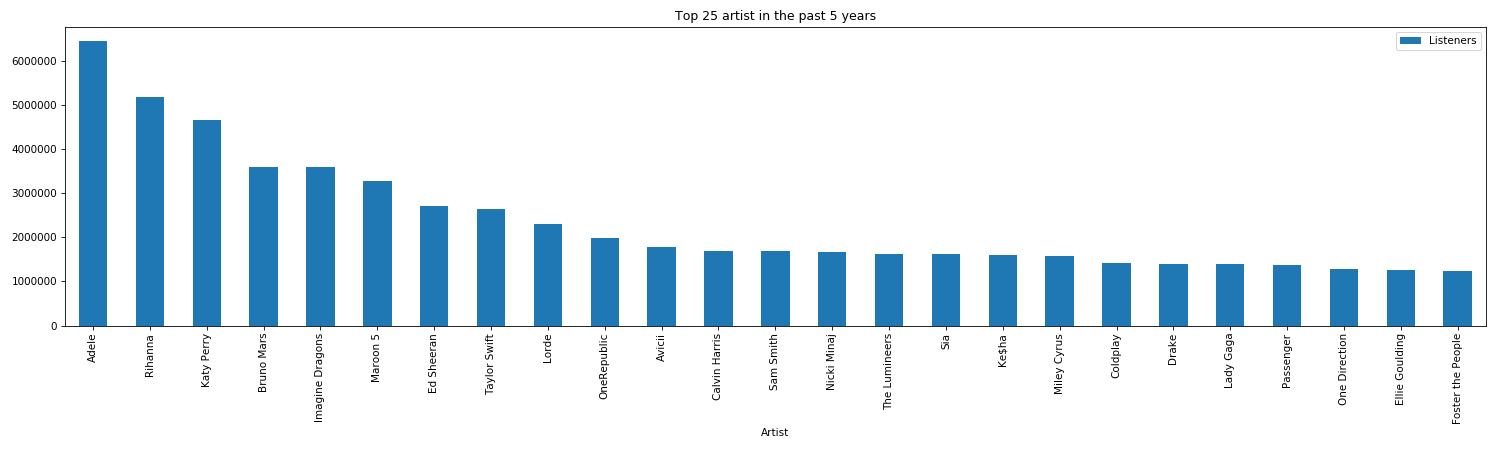 Top 25 artist in the past 5 years
Listeners
6000000
5000000
4000000
3000000
2000000
1000000
0
Adele
Rihanna
Katy Perry
Bruno Mars
Imagine Dragons
Maroon 5
Ed Sheeran
Taylor Swift
Lorde
OneRepublic
Avicii
Calvin Harris
Sam Smith
Nicki Minaj
The Lumineers
Sia
Ke$ha
Miley Cyrus
Coldplay
Drake
Lady Gaga
Passenger
One Direction
Ellie Goulding
Foster the People
Artist